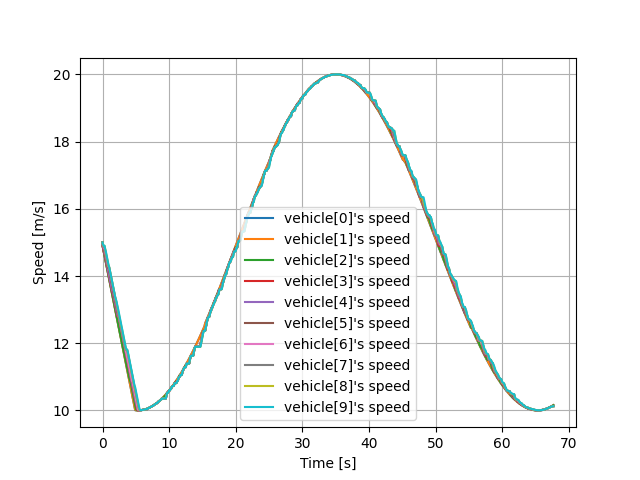 20
18
16
14
12
10
Speed [m/s]
vehicle[0]'s speed
vehicle[1]'s speed
vehicle[2]'s speed
vehicle[3]'s speed
vehicle[4]'s speed
vehicle[5]'s speed
vehicle[6]'s speed
vehicle[7]'s speed
vehicle[8]'s speed
vehicle[9]'s speed
0 10 20 30 40 50 60 70
Time [s]